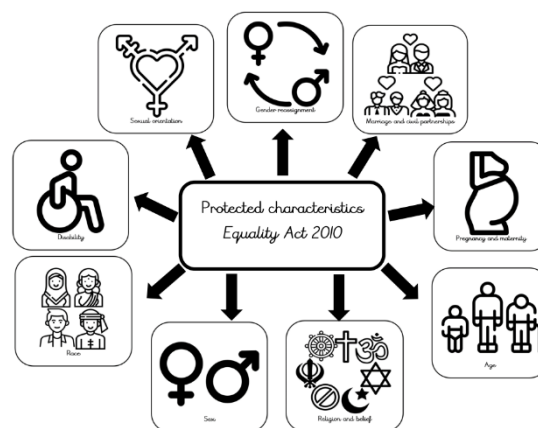 Sexual orientation
Gender reassignment
Marriage and civil partnerships
Disability
Protected characteristics
Equality Act 2010
Pregnancy and maternity
Race
Age
Sex
Religion and belief